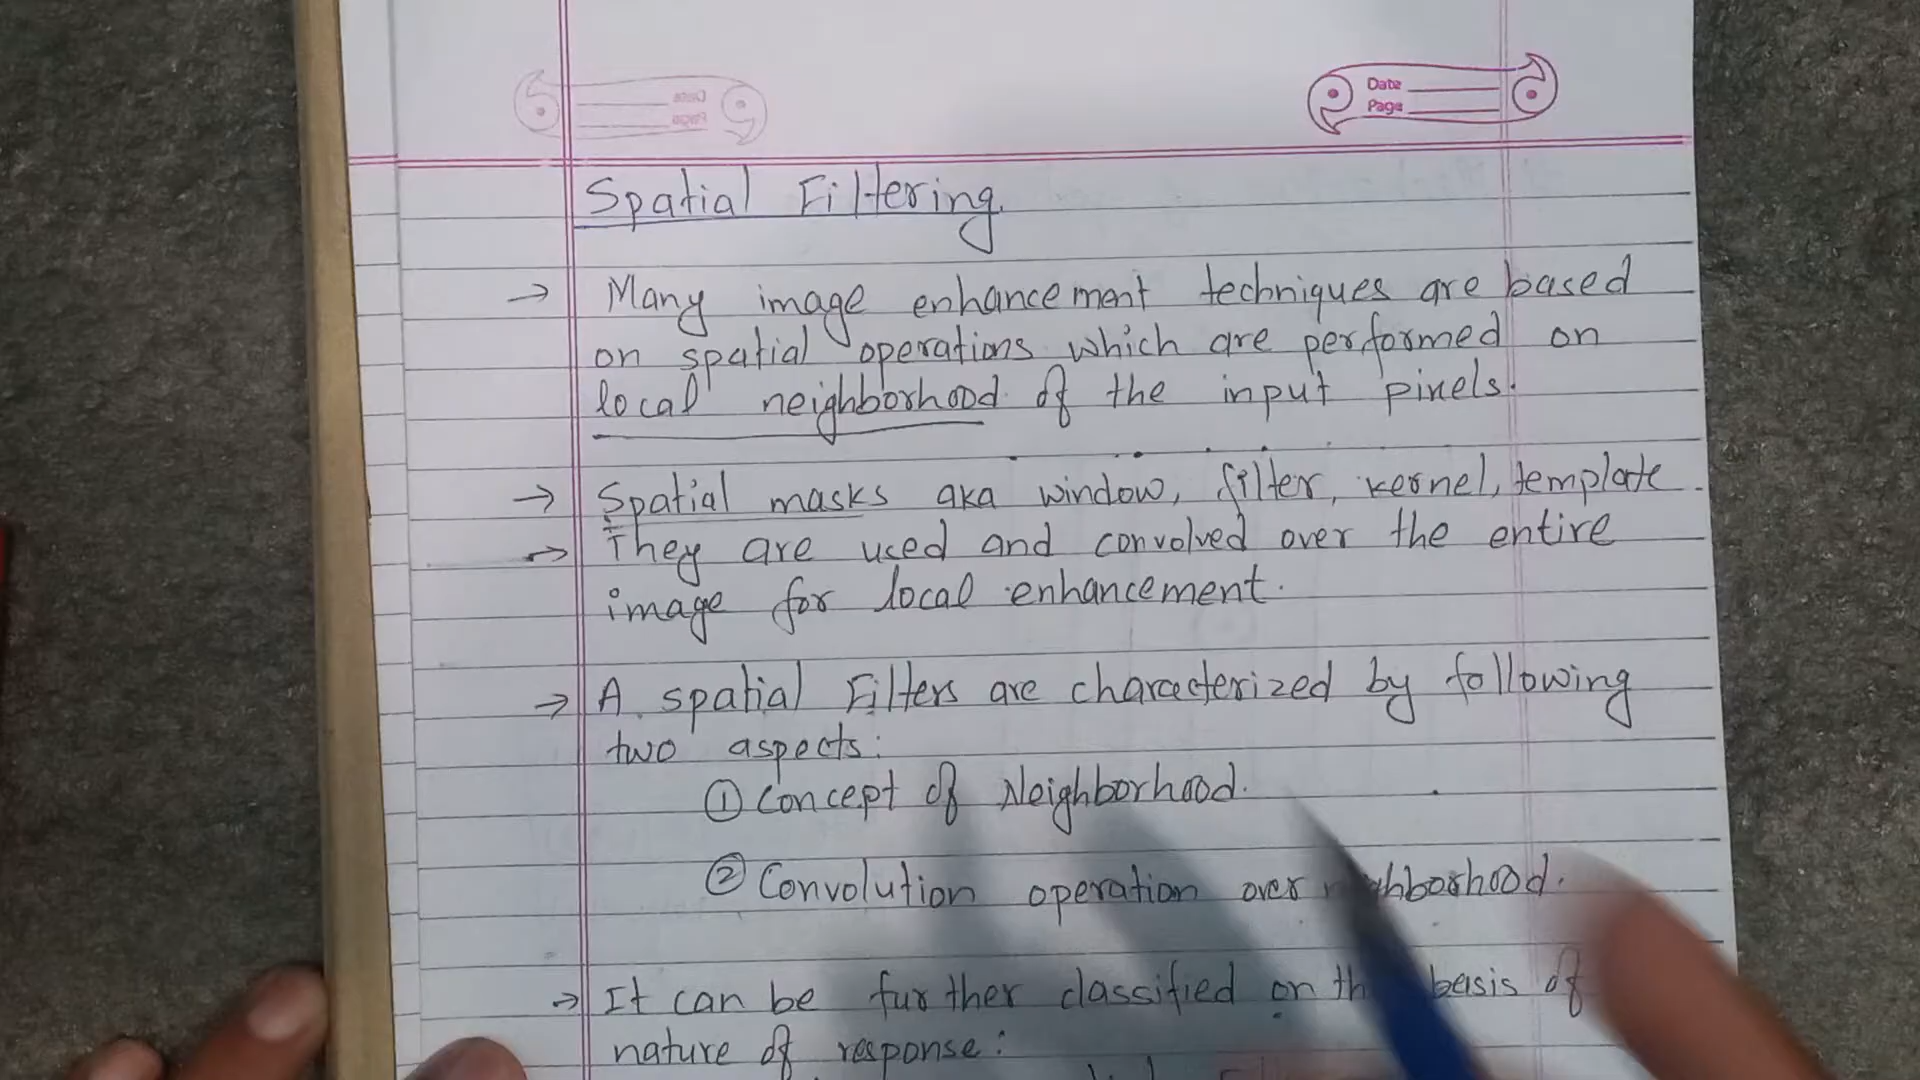 Date
Page
Spatial Filtering.
→ Many image enhancement techniques are based
on spatial operations which are performed on
local neighborhood of the input pixels.
→ Spatial masks aka window, filter, kernel, template.
→ They are used and convolved over the entire
image for local enhancement.
→ A spatial Filters are characterized by following
two aspects:
① Concept of Neighborhood.
② Convolution operation over
→ It can be further classified on basis of
nature of response: